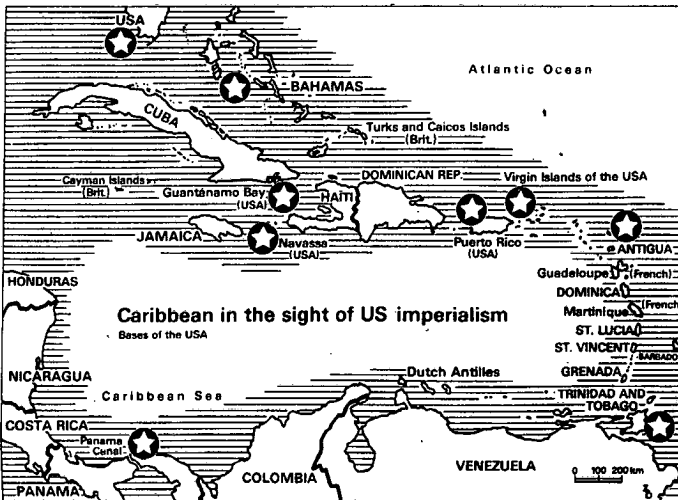 USA
Atlantic Ocean
BAHAMAS
CUBA
Turks and Caicos Islands
(Brit.)
Cayman Islands
(Brit.)
DOMINICAN REP.
Virgin Islands of the USA
Guantánamo Bay
(USA)
HAITI
JAMAICA
Navassa
(USA)
Puerto Rico
(USA)
ANTIGUA
Guadeloupe (French)
DOMINICA
Martinique (French
ST. LUCIA
ST. VINCENT
BARBADO
GRENADA
TRINIDAD AND
TOBAGO
HONDURAS
Caribbean in the sight of US imperialism
Bases of the USA
NICARAGUA
Caribbean Sea
Dutch Antilles
COSTA RICA
Panama
Canal
PANAMA
COLOMBIA
VENEZUELA
0 100 200 km